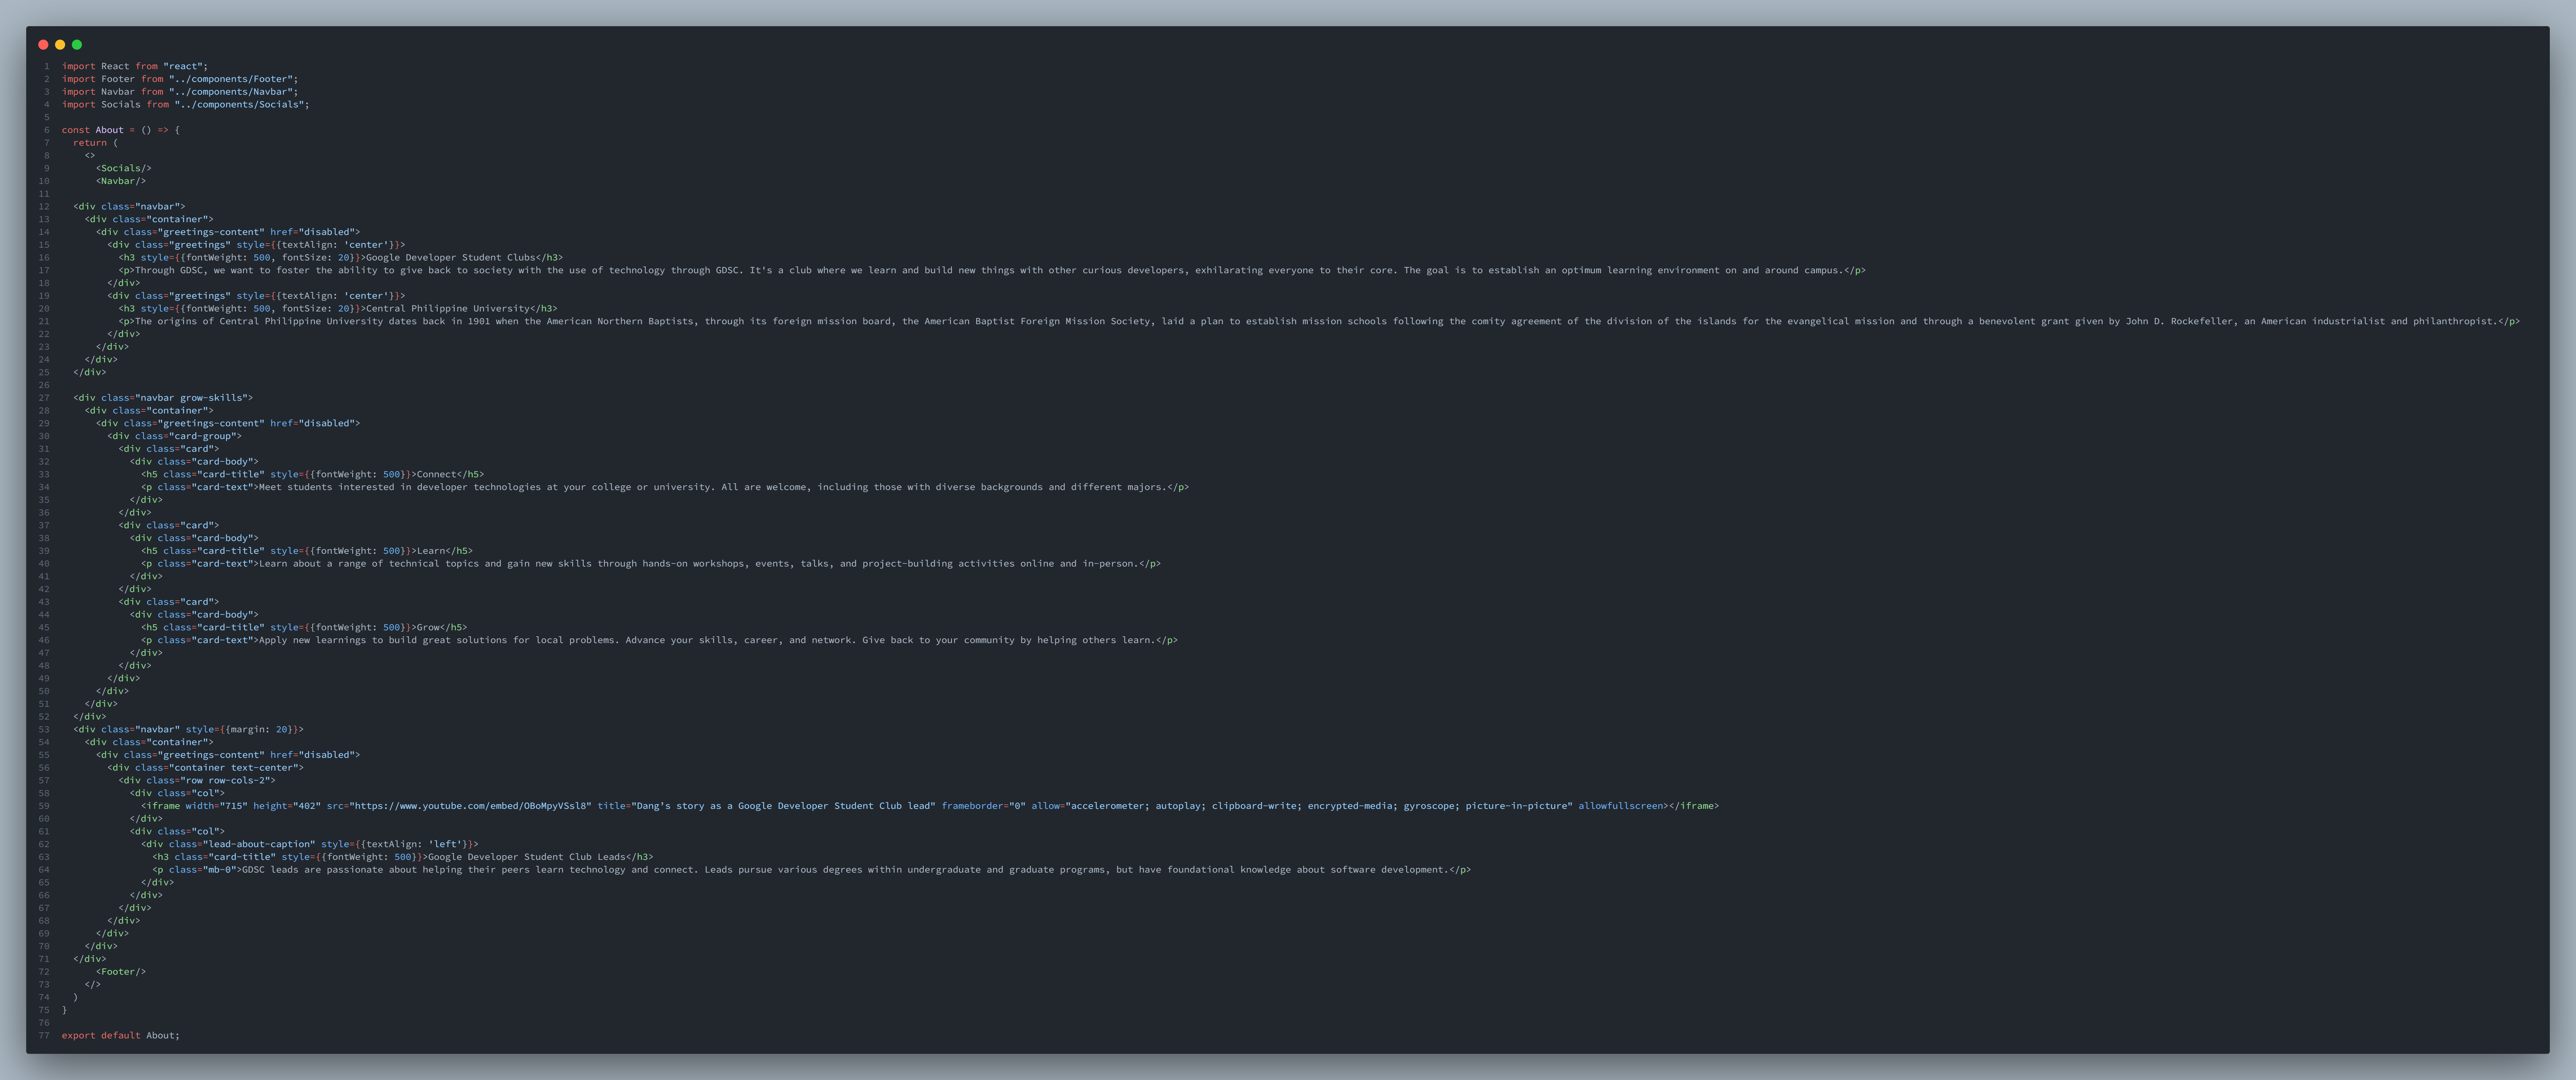 1 import React from "react";
2 import Footer from "../components/Footer";
3 import Navbar from "../components/Navbar";
4 import Socials from "../components/Socials";
5
6 const About = () => {
7   return (
8     <>
9       <Socials/>
10       <Navbar/>
11
12   <div class="navbar">
13     <div class="container">
14       <div class="greetings-content" href="disabled">
15         <div class="greetings" style={{textAlign: 'center'}}>
16           <h3 style={{fontWeight: 500, fontSize: 20}}>Google Developer Student Clubs</h3>
17           <p>Through GDSC, we want to foster the ability to give back to society with the use of technology through GDSC. It's a club where we learn and build new things with other curious developers, exhilarating everyone to their core. The goal is to establish an optimum learning environment on and around campus.</p>
18         </div>
19         <div class="greetings" style={{textAlign: 'center'}}>
20           <h3 style={{fontWeight: 500, fontSize: 20}}>Central Philippine University</h3>
21           <p>The origins of Central Philippine University dates back in 1901 when the American Northern Baptists, through its foreign mission board, the American Baptist Foreign Mission Society, laid a plan to establish mission schools following the comity agreement of the division of the islands for the evangelical mission and through a benevolent grant given by John D. Rockefeller, an American industrialist and philanthropist.</p>
22         </div>
23       </div>
24     </div>
25   </div>
26
27   <div class="navbar grow-skills">
28     <div class="container">
29       <div class="greetings-content" href="disabled">
30         <div class="card-group">
31           <div class="card">
32             <div class="card-body">
33               <h5 class="card-title" style={{fontWeight: 500}}>Connect</h5>
34               <p class="card-text">Meet students interested in developer technologies at your college or university. All are welcome, including those with diverse backgrounds and different majors.</p>
35             </div>
36           </div>
37           <div class="card">
38             <div class="card-body">
39               <h5 class="card-title" style={{fontWeight: 500}}>Learn</h5>
40               <p class="card-text">Learn about a range of technical topics and gain new skills through hands-on workshops, events, talks, and project-building activities online and in-person.</p>
41             </div>
42           </div>
43           <div class="card">
44             <div class="card-body">
45               <h5 class="card-title" style={{fontWeight: 500}}>Grow</h5>
46               <p class="card-text">Apply new learnings to build great solutions for local problems. Advance your skills, career, and network. Give back to your community by helping others learn.</p>
47             </div>
48           </div>
49         </div>
50       </div>
51     </div>
52   </div>
53   <div class="navbar" style={{margin: 20}}>
54     <div class="container">
55       <div class="greetings-content" href="disabled">
56         <div class="container text-center">
57           <div class="row row-cols-2">
58             <div class="col">
59               <iframe width="715" height="402" src="https://www.youtube.com/embed/OBoMpyVSsl8" title="Dang's story as a Google Developer Student Club lead" frameborder="0" allow="accelerometer; autoplay; clipboard-write; encrypted-media; gyroscope; picture-in-picture" allowfullscreen></iframe>
60             </div>
61             <div class="col">
62               <div class="lead-about-caption" style={{textAlign: 'left'}}>
63                 <h3 class="card-title" style={{fontWeight: 500}}>Google Developer Student Club Leads</h3>
64                 <p class="mb-0">GDSC leads are passionate about helping their peers learn technology and connect. Leads pursue various degrees within undergraduate and graduate programs, but have foundational knowledge about software development.</p>
65               </div>
66             </div>
67           </div>
68         </div>
69       </div>
70     </div>
71   </div>
72       <Footer/>
73     </>
74   )
75 }
76
77 export default About;